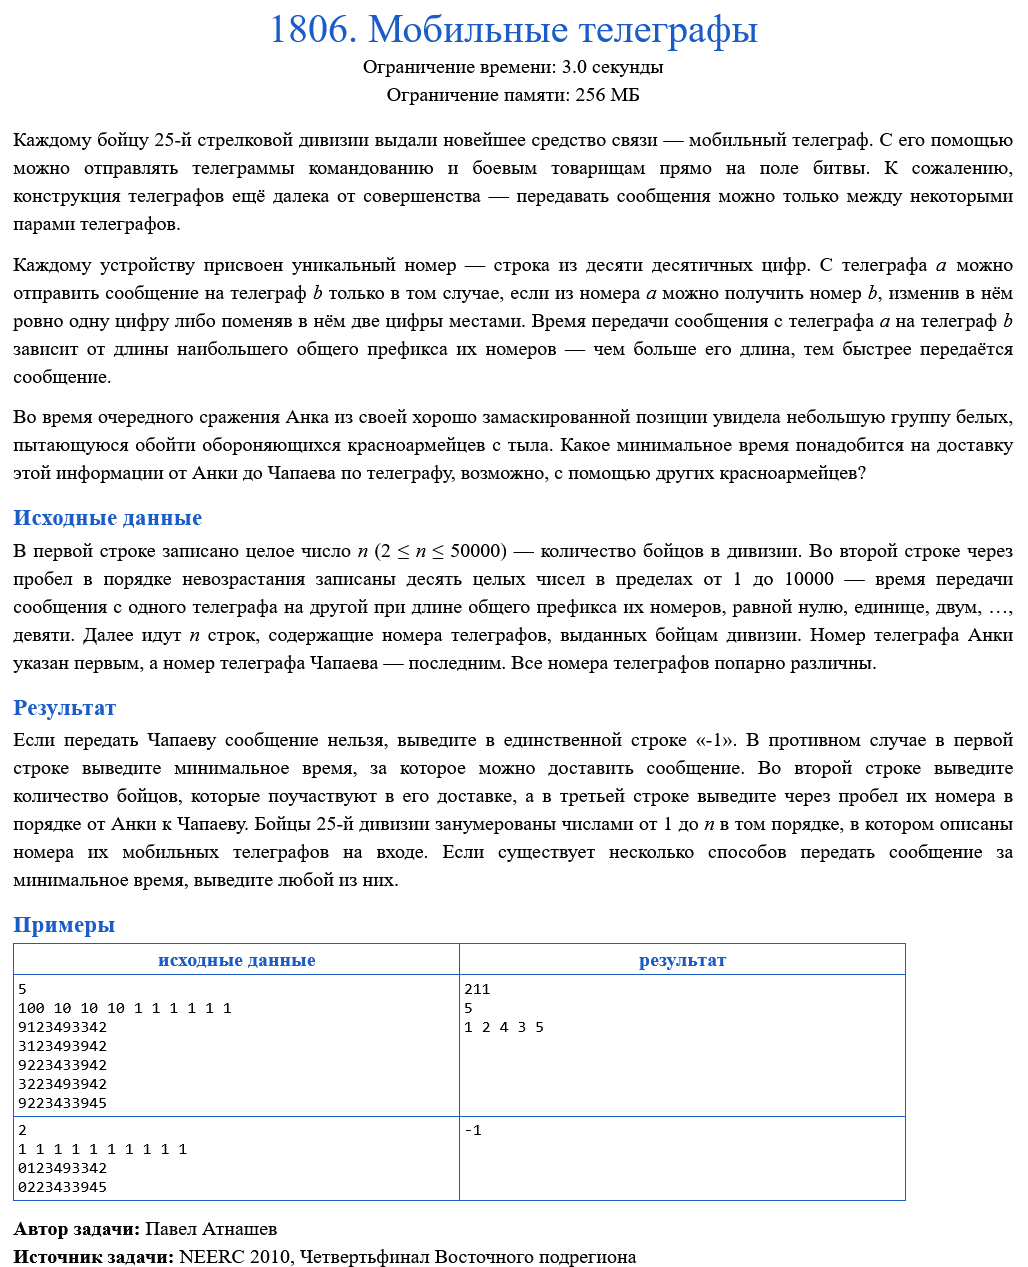 1806. Мобильные телеграфы
Ограничение времени: 3.0 секунды
Ограничение памяти: 256 МБ
Каждому бойцу 25-й стрелковой дивизии выдали новейшее средство связи — мобильный телеграф. С его помощью
можно отправлять телеграммы командованию и боевым товарищам прямо на поле битвы. К сожалению,
конструкция телеграфов ещё далека от совершенства — передавать сообщения можно только между некоторыми
парами телеграфов.
Каждому устройству присвоен уникальный номер — строка из десяти десятичных цифр. С телеграфа a можно
отправить сообщение на телеграф b только в том случае, если из номера a можно получить номер b, изменив в нём
ровно одну цифру либо поменяв в нём две цифры местами. Время передачи сообщения с телеграфа a на телеграф b
зависит от длины наибольшего общего префикса их номеров — чем больше его длина, тем быстрее передаётся
сообщение.
Во время очередного сражения Анка из своей хорошо замаскированной позиции увидела небольшую группу белых,
пытающуюся обойти обороняющихся красноармейцев с тыла. Какое минимальное время понадобится на доставку
этой информации от Анки до Чапаева по телеграфу, возможно, с помощью других красноармейцев?
Исходные данные
В первой строке записано целое число n (2 ≤ n ≤ 50000) — количество бойцов в дивизии. Во второй строке через
пробел в порядке невозрастания записаны десять целых чисел в пределах от 1 до 10000 — время передачи
сообщения с одного телеграфа на другой при длине общего префикса их номеров, равной нулю, единице, двум, …,
девяти. Далее идут n строк, содержащие номера телеграфов, выданных бойцам дивизии. Номер телеграфа Анки
указан первым, а номер телеграфа Чапаева — последним. Все номера телеграфов попарно различны.
Результат
Если передать Чапаеву сообщение нельзя, выведите в единственной строке «-1». В противном случае в первой
строке выведите минимальное время, за которое можно доставить сообщение. Во второй строке выведите
количество бойцов, которые поучаствуют в его доставке, а в третьей строке выведите через пробел их номера в
порядке от Анки к Чапаеву. Бойцы 25-й дивизии занумерованы числами от 1 до n в том порядке, в котором описаны
номера их мобильных телеграфов на входе. Если существует несколько способов передать сообщение за
минимальное время, выведите любой из них.
Примеры
исходные данные результат
5 211
100 10 10 10 1 1 1 1 1 1 5
9123493342 1 2 4 3 5
3123493942
9223433942
3223493942
9223433945
2 -1
1 1 1 1 1 1 1 1 1 1
0123493342
0223433945
Автор задачи: Павел Атнашев
Источник задачи: NEERC 2010, Четвертьфинал Восточного подрегиона